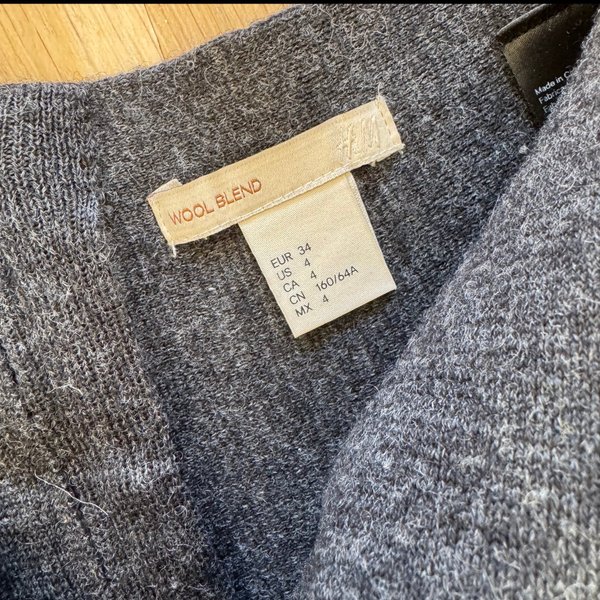 H&M
WOOL BLEND
EUR 34
US 4
CA 4
CN 160/64A
MX 4
Made in